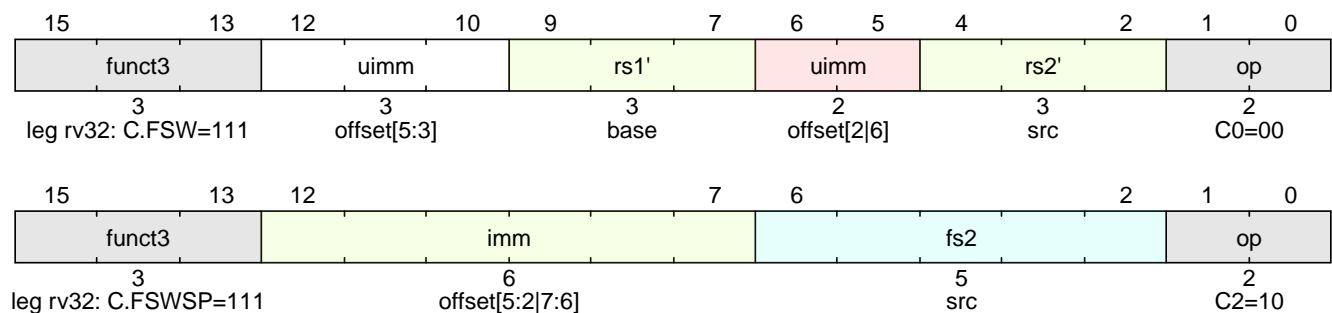 15 13 12 10 9 7 6 5 4 2 1 0
funct3 uimm rs1' uimm rs2' op
3 3 3 2 3 2
leg rv32: C.FSW=111 offset[5:3] base offset[2|6] src C0=00
15 13 12 7 6 2 1 0
funct3 imm fs2 op
3 6 5 2
leg rv32: C.FSWSP=111 offset[5:2|7:6] src C2=10